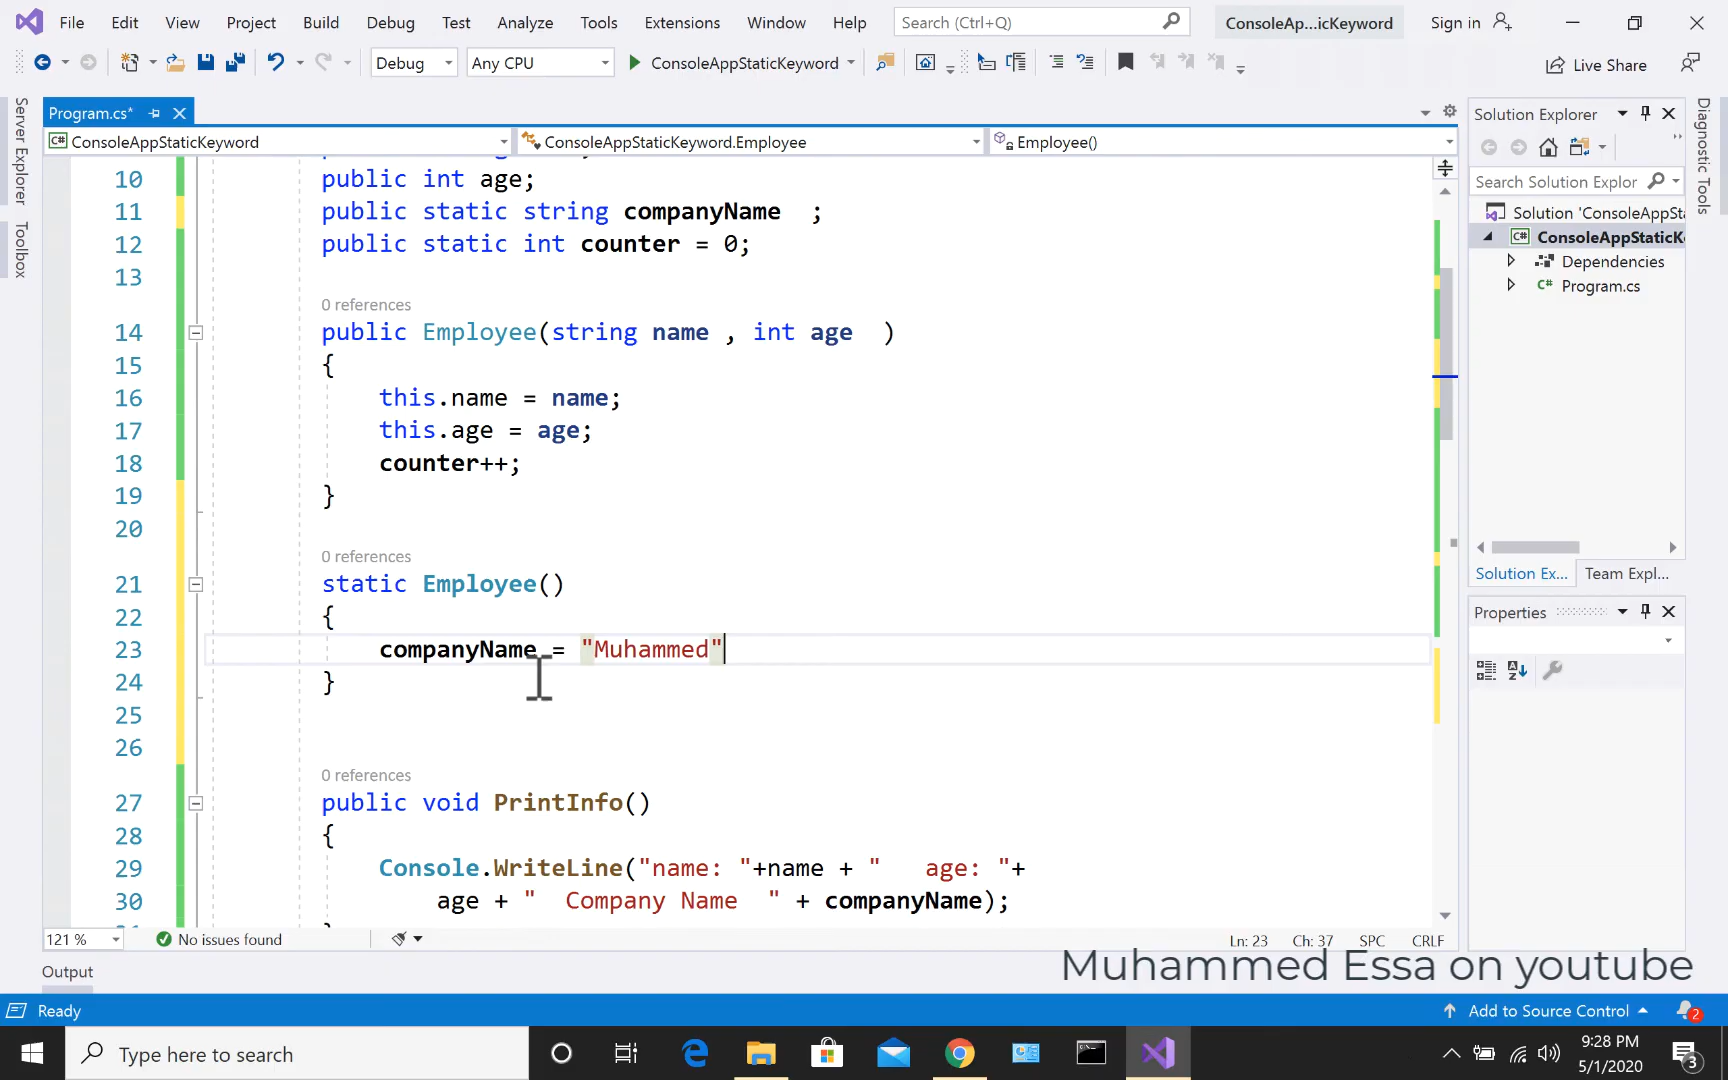 File Edit View Project Build Debug Test Analyze Tools Extensions Window Help Search (Ctrl+Q) ConsoleAp...icKeyword Sign in
Debug Any CPU ConsoleAppStaticKeyword Live Share
Server Explorer
Toolbox
Program.cs*
ConsoleAppStaticKeyword ConsoleAppStaticKeyword.Employee Employee()
10 public int age;
11 public static string companyName  ;
12 public static int counter = 0;
13
0 references
14 public Employee(string name , int age  )
15 {
16 this.name = name;
17 this.age = age;
18 counter++;
19 }
20
0 references
21 static Employee()
22 {
23 companyName = "Muhammed"
24 }
25
26
0 references
27 public void PrintInfo()
28 {
29 Console.WriteLine("name: "+name + "   age: "+
30 age + "  Company Name  " + companyName);
121 % No issues found Ln: 23 Ch: 37 SPC CRLF
Solution Explorer
Search Solution Explor
Solution 'ConsoleAppSta
ConsoleAppStaticK
Dependencies
C# Program.cs
Solution Ex... Team Expl...
Properties
Diagnostic Tools
Output
Muhammed Essa on youtube
Ready Add to Source Control 2
Type here to search 9:28 PM
5/1/2020 3